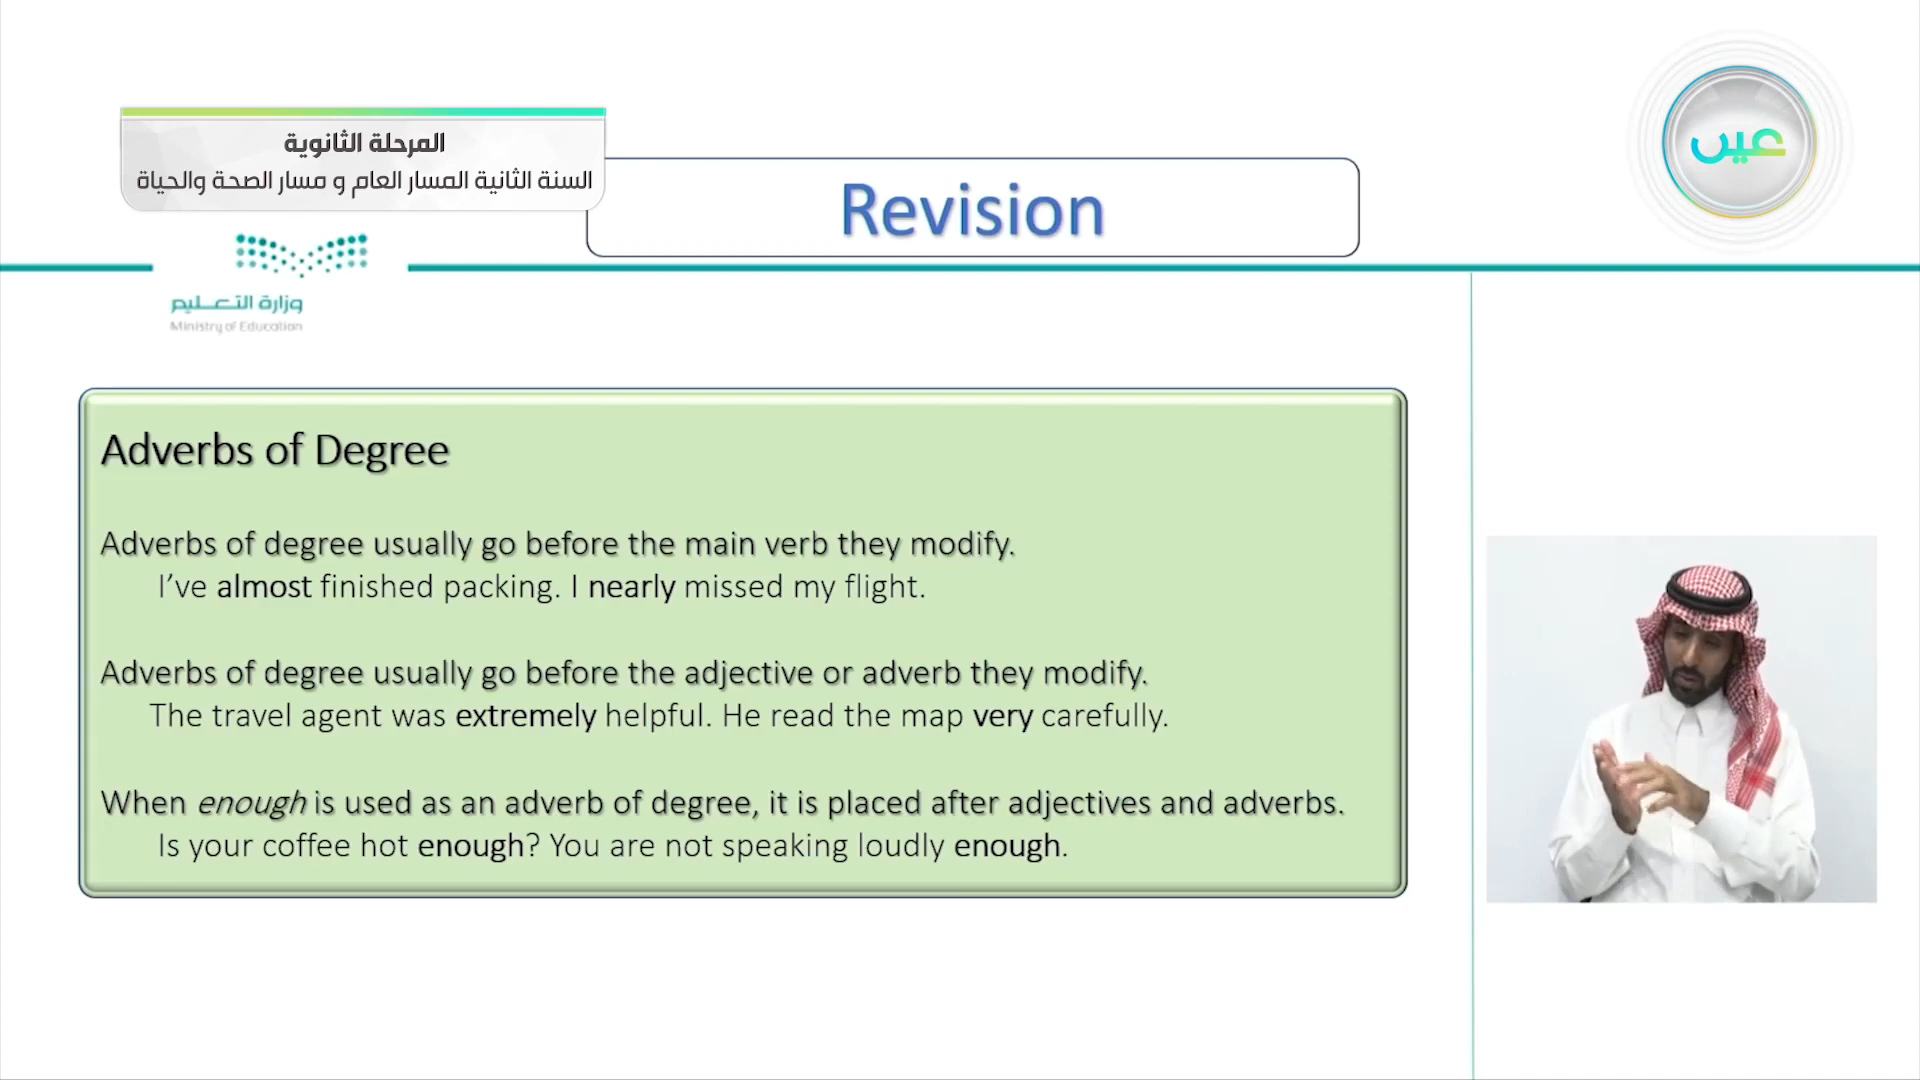 المرحلة الثانوية
السنة الثانية المسار العام و مسار الصحة والحياة
عين
Revision
وزارة التعليم
Ministry of Education
Adverbs of Degree
Adverbs of degree usually go before the main verb they modify.
I’ve almost finished packing. I nearly missed my flight.
Adverbs of degree usually go before the adjective or adverb they modify.
The travel agent was extremely helpful. He read the map very carefully.
When enough is used as an adverb of degree, it is placed after adjectives and adverbs.
Is your coffee hot enough? You are not speaking loudly enough.